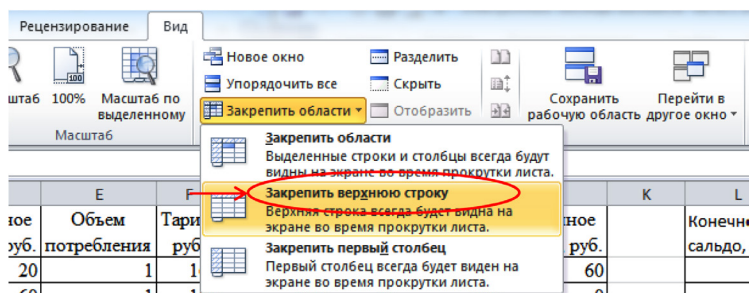 Рецензирование Вид
Новое окно Разделить
Упорядочить все Скрыть
штаб 100% Масштаб по выделенному Закрепить области Отобразить Сохранить рабочую область Перейти в другое окно
Масштаб
Закрепить области
Выделенные строки и столбцы всегда будут
видны на экране во время прокрутки листа.
Закрепить верхнюю строку
Верхняя строка всегда будет видна на
экране во время прокрутки листа.
Закрепить первый столбец
Первый столбец всегда будет виден на
экране во время прокрутки листа.
E F K L
ное Объем Тари ное Конечн
руб. потребления руб руб. сальдо,
20 1 1 60